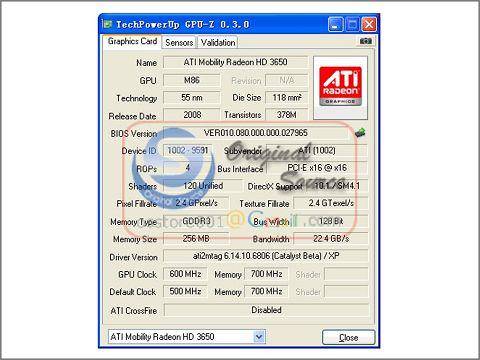 TechPowerUp GPU-Z 0.3.0
Graphics Card Sensors Validation
Name ATI Mobility Radeon HD 3650
GPU M86 Revision N/A
Technology 55 nm Die Size 118 mm²
Release Date 2008 Transistors 378M
ATI
RADEON
GRAPHICS
BIOS Version VER010.080.000.000.027965
Device ID 1002 - 9591 Subvendor ATI (1002)
ROPs 4 Bus Interface PCI-E x16 @ x16
Shaders 120 Unified DirectX Support 10.1 / SM4.1
Pixel Fillrate 2.4 GPixel/s Texture Fillrate 2.4 GTexel/s
Memory Type GDDR3 Bus Width 128 Bit
Memory Size 256 MB Bandwidth 22.4 GB/s
Driver Version ati2mtag 6.14.10.6806 (Catalyst Beta) / XP
GPU Clock 600 MHz Memory 700 MHz Shader
Default Clock 500 MHz Memory 700 MHz Shader
ATI CrossFire Disabled
ATI Mobility Radeon HD 3650 Close
Original
Source